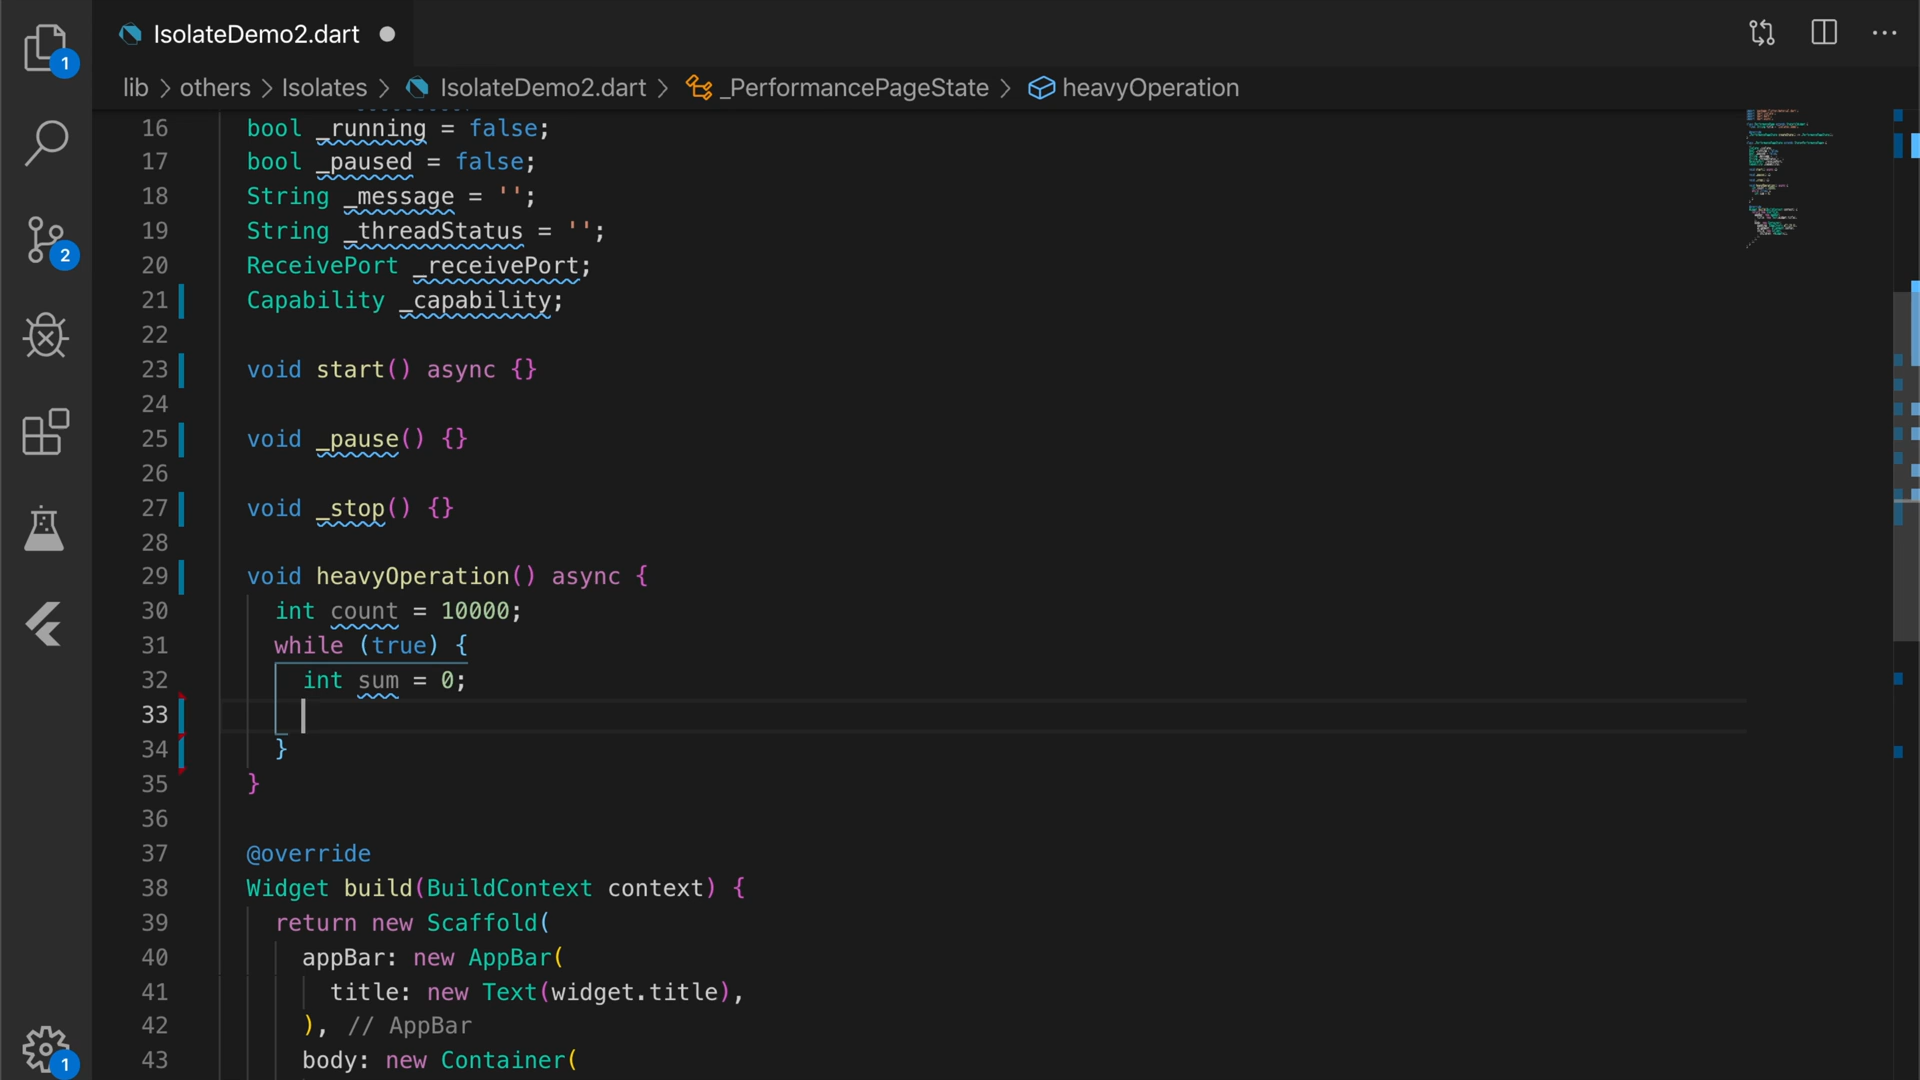 IsolateDemo2.dart
lib > others > Isolates > IsolateDemo2.dart > _PerformancePageState > heavyOperation
16 bool _running = false;
17 bool _paused = false;
18 String _message = '';
19 String _threadStatus = '';
20 ReceivePort _receivePort;
21 Capability _capability;
22
23 void start() async {}
24
25 void _pause() {}
26
27 void _stop() {}
28
29 void heavyOperation() async {
30 int count = 10000;
31 while (true) {
32 int sum = 0;
33
34 }
35 }
36
37 @override
38 Widget build(BuildContext context) {
39 return new Scaffold(
40 appBar: new AppBar(
41 title: new Text(widget.title),
42 ), // AppBar
43 body: new Container(
1
2
1